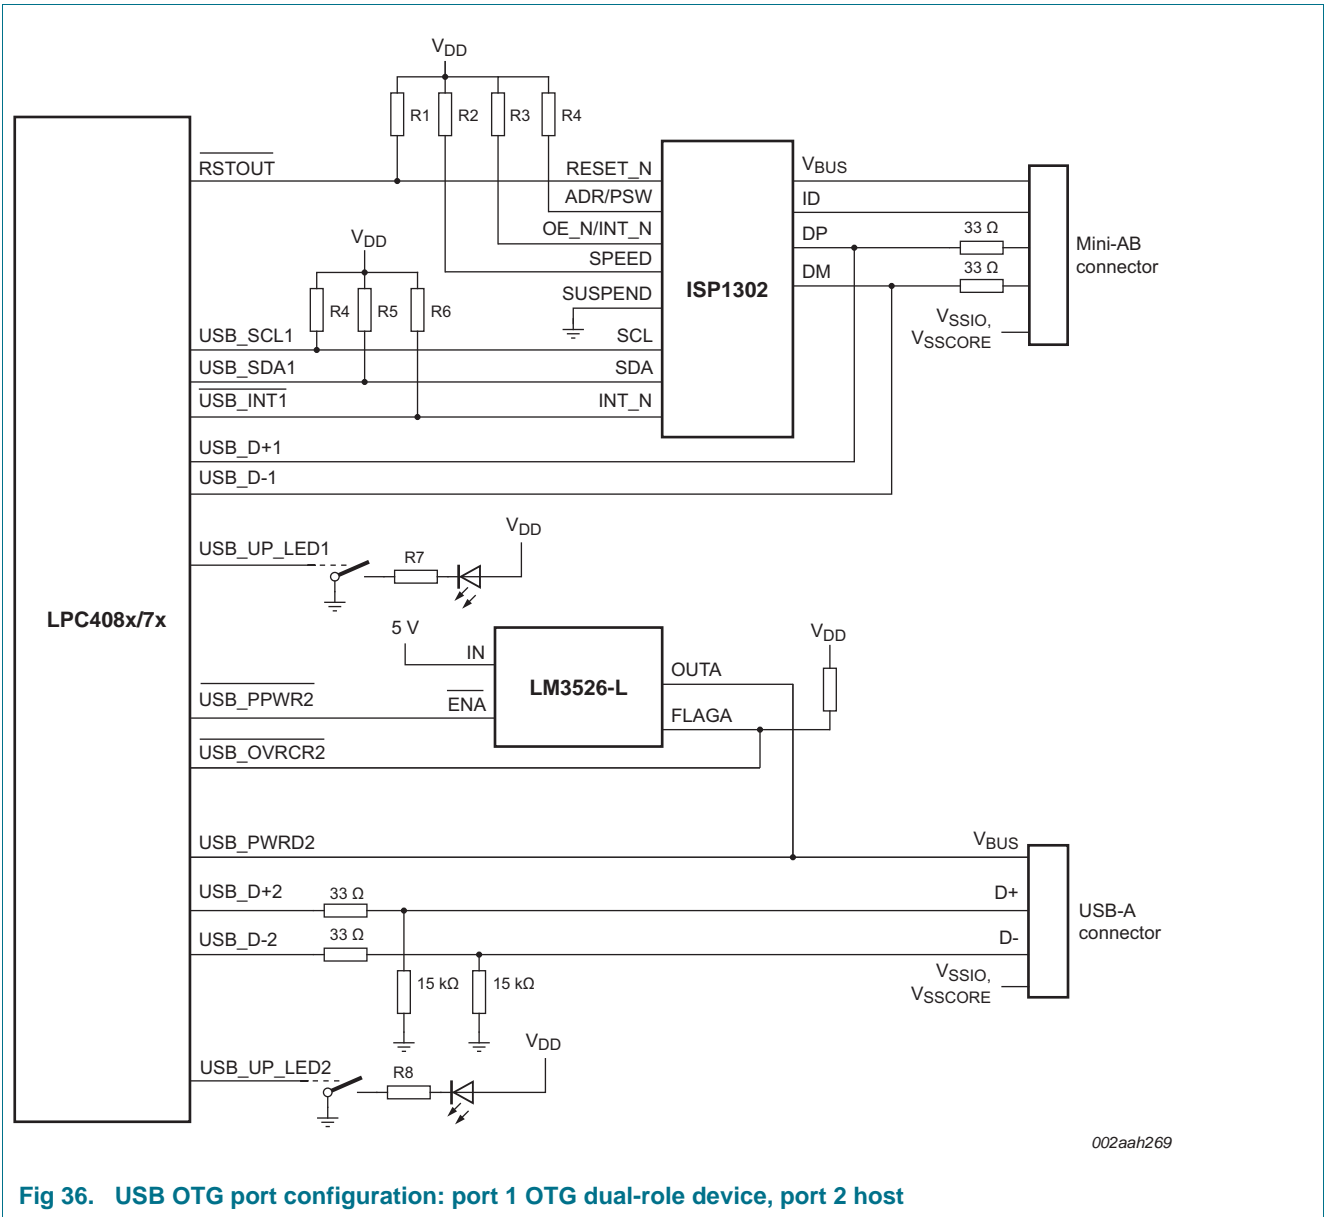 VDD
R1
R2
R3
R4
RSTOUT
RESET_N
ADR/PSW
OE_N/INT_N
SPEED
SUSPEND
ISP1302
VBUS
ID
DP
33 Ω
DM
33 Ω
Mini-AB
connector
VSSIO,
VSSCORE
VDD
R4
R5
R6
USB_SCL1
SCL
USB_SDA1
SDA
USB_INT1
INT_N
USB_D+1
USB_D-1
USB_UP_LED1
R7
VDD
LPC408x/7x
5 V
IN
LM3526-L
OUTA
VDD
USB_PPWR2
ENA
FLAGA
USB_OVRCR2
USB_PWRD2
VBUS
USB_D+2
33 Ω
D+
USB-A
connector
USB_D-2
33 Ω
D-
15 kΩ
15 kΩ
VSSIO,
VSSCORE
USB_UP_LED2
R8
VDD
002aah269
Fig 36. USB OTG port configuration: port 1 OTG dual-role device, port 2 host